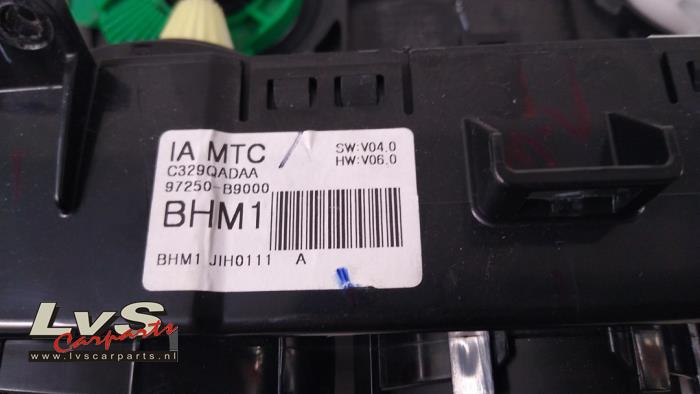 IA MTC
SW:V04.0
HW:V06.0
C329QADAA
97250-B9000
BHM1
BHM1 JIH0111 A
LvS
Carparts
www.lvscarparts.nl